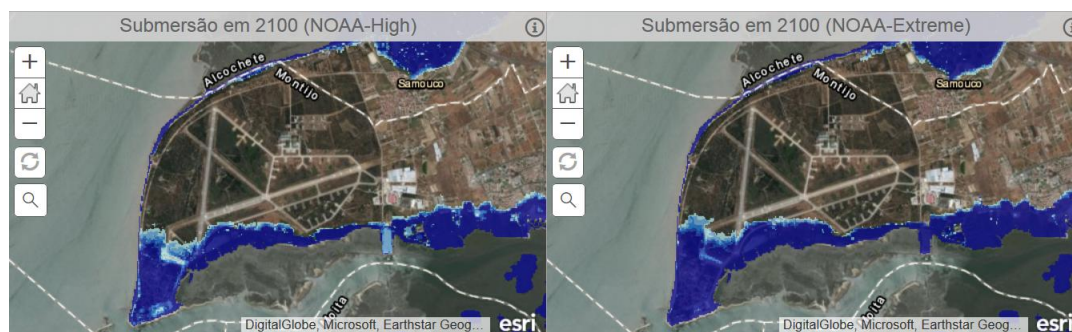 Submersão em 2100 (NOAA-High)
Alcochete
Montijo
Samouco
DigitalGlobe, Microsoft, Earthstar Geog...
esri
Submersão em 2100 (NOAA-Extreme)
Alcochete
Montijo
Samouco
DigitalGlobe, Microsoft, Earthstar Geog...
esri